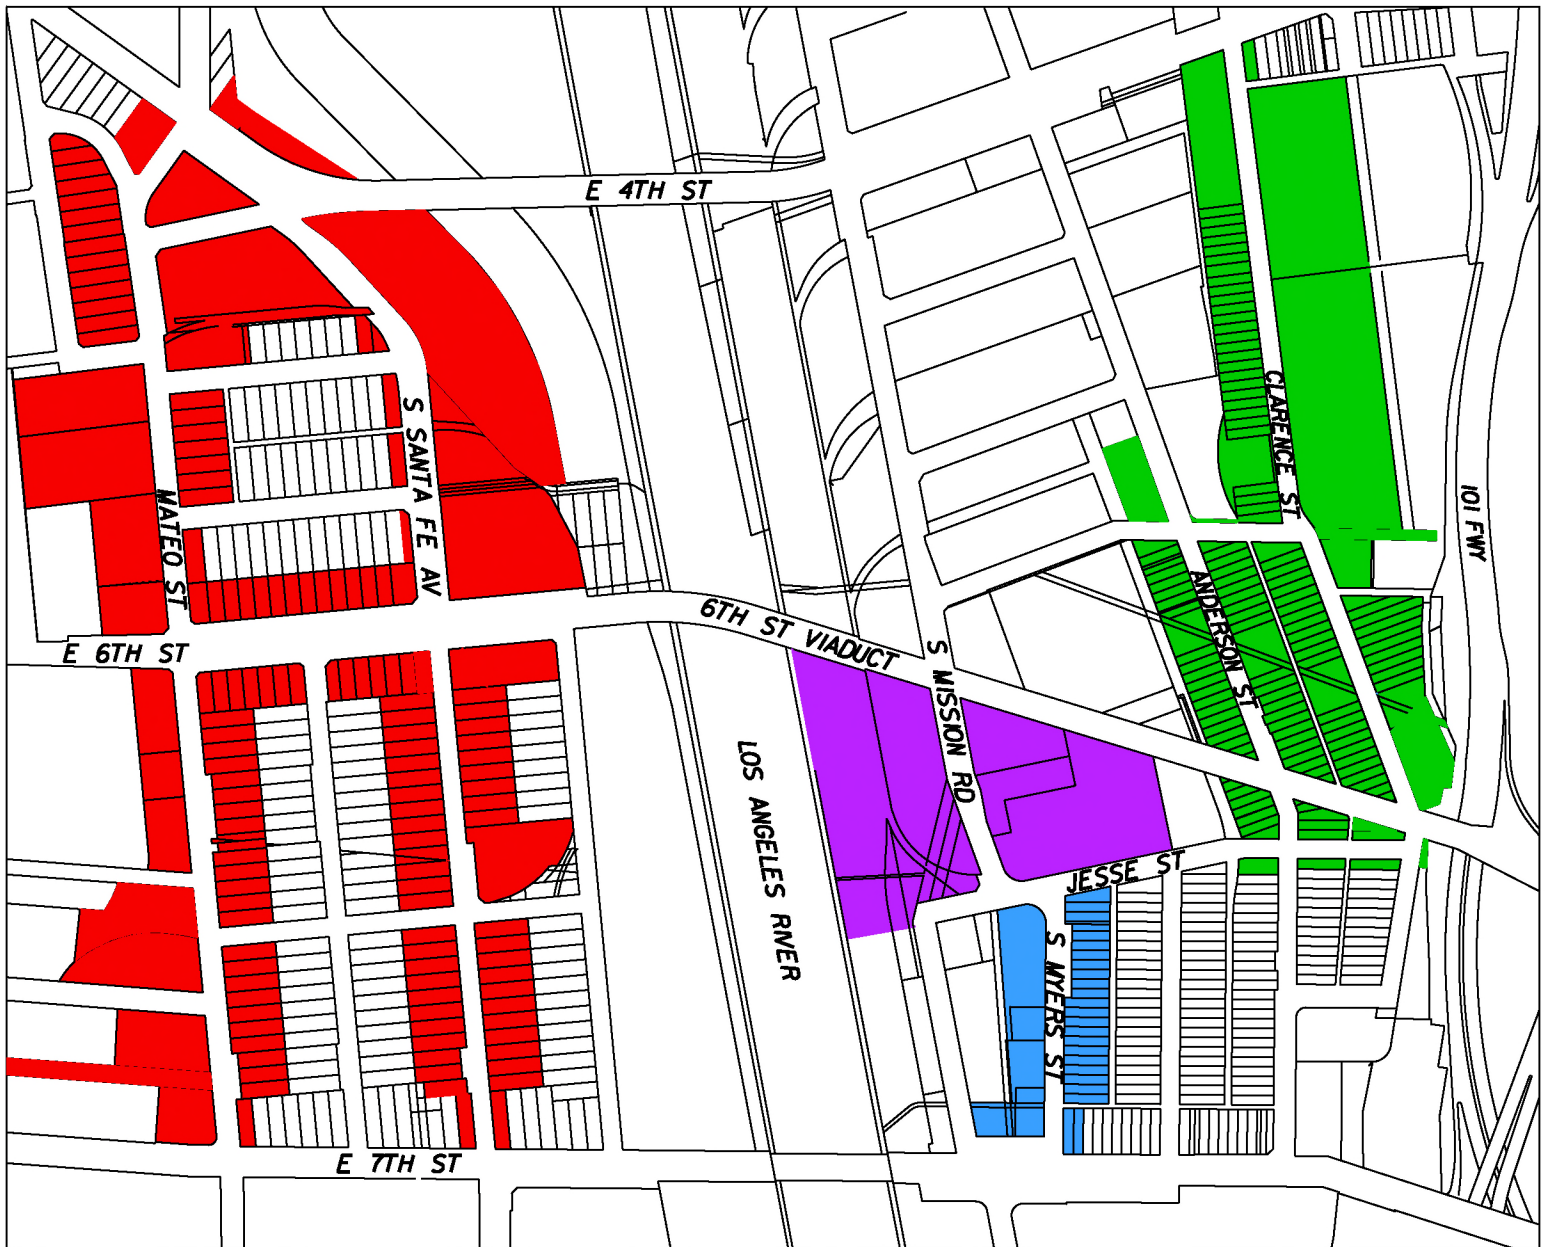 E 4TH ST
CLARENCE ST
S SANTA FE AV
MATEO ST
101 FWY
ANDERSON ST
6TH ST VIADUCT
E 6TH ST
S MISSION RD
LOS ANGELES RIVER
JESSE ST
S MYERS ST
E 7TH ST